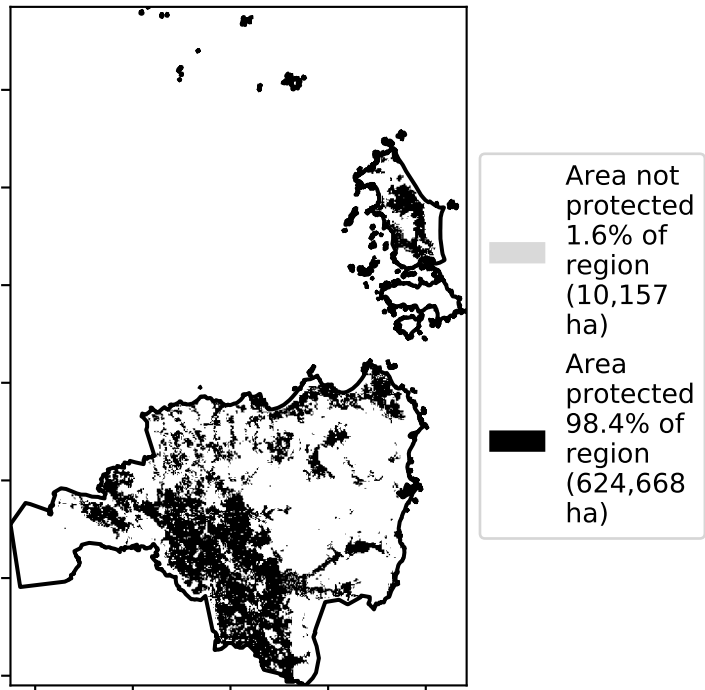 Area not
protected
1.6% of
region
(10,157
ha)
Area
protected
98.4% of
region
(624,668
ha)